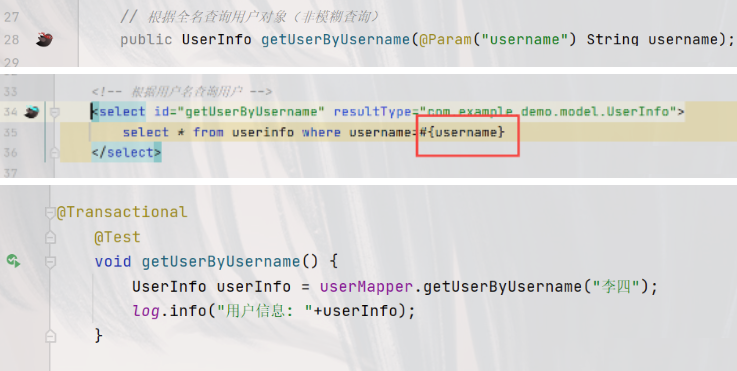 27 // 根据全名查询用户对象（非模糊查询）
28 public UserInfo getUserByUsername(@Param("username") String username);
29
33 <!-- 根据用户名查询用户 -->
34 <select id="getUserByUsername" resultType="com.example.demo.model.UserInfo">
35 select * from userinfo where username=#{username}
36 </select>
37
@Transactional
@Test
void getUserByUsername() {
UserInfo userInfo = userMapper.getUserByUsername("李四");
log.info("用户信息: "+userInfo);
}